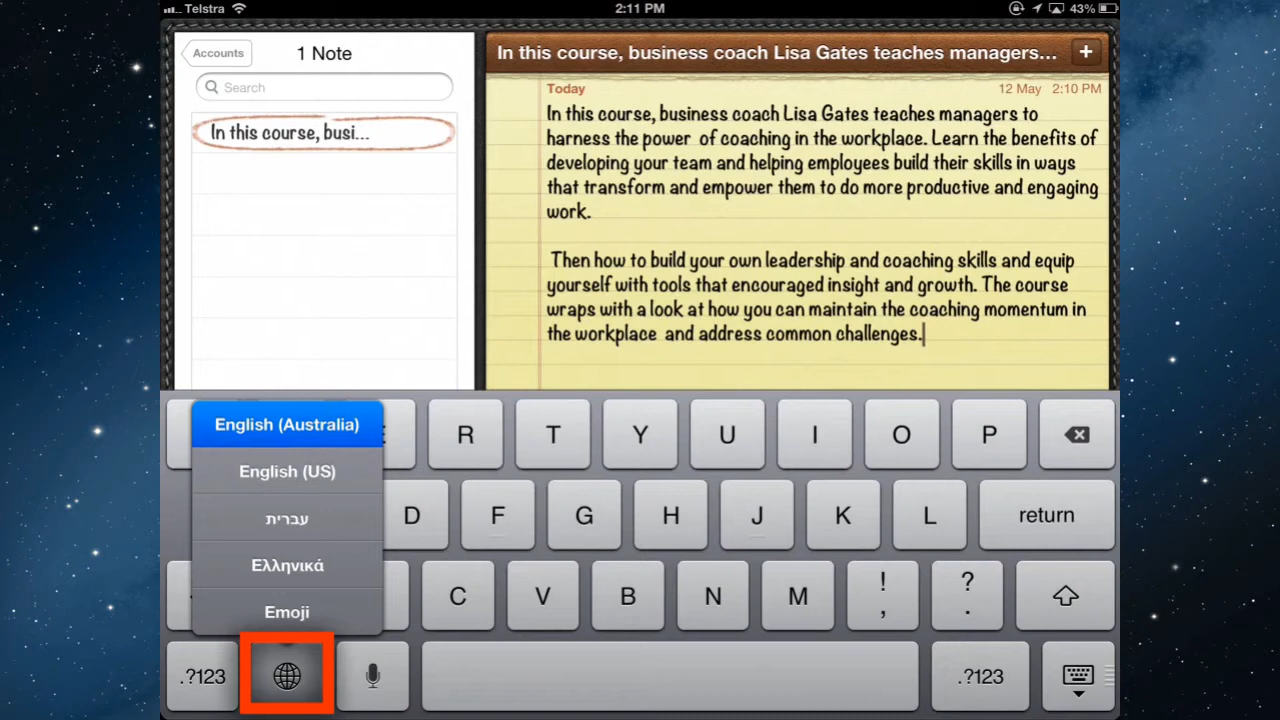 Telstra
2:11 PM
43%
Accounts
1 Note
In this course, business coach Lisa Gates teaches managers...
+
Search
In this course, busi...
Today
12 May 2:10 PM
In this course, business coach Lisa Gates teaches managers to
harness the power of coaching in the workplace. Learn the benefits of
developing your team and helping employees build their skills in ways
that transform and empower them to do more productive and engaging
work.
Then how to build your own leadership and coaching skills and equip
yourself with tools that encouraged insight and growth. The course
wraps with a look at how you can maintain the coaching momentum in
the workplace and address common challenges.
English (Australia)
English (US)
עברית
Ελληνικά
Emoji
R T Y U I O P
D F G H J K L return
C V B N M ! , ? .
.?123 .?123